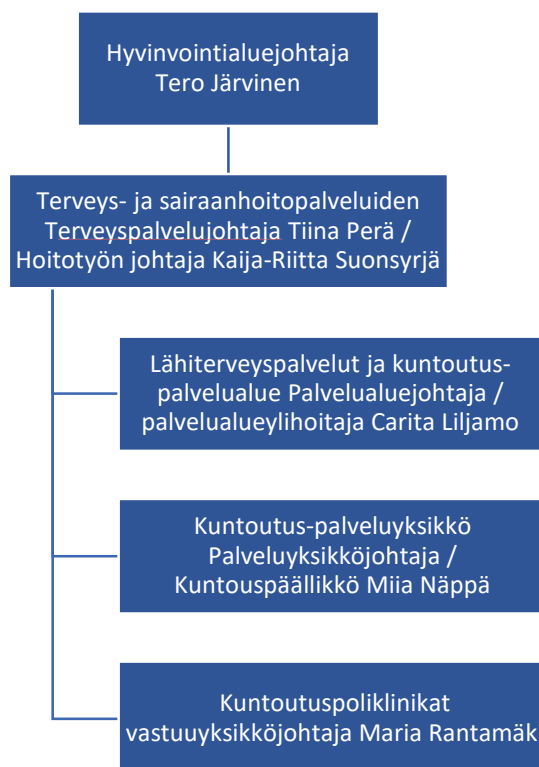 Hyvinvointialuejohtaja
Tero Järvinen
Terveys- ja sairaanhoitopalveluiden
Terveyspalvelujohtaja Tiina Perä /
Hoitotyön johtaja Kaija-Riitta Suonsyrjä
Lähiterveyspalvelut ja kuntoutus-
palvelualue Palvelualuejohtaja /
palvelualueylihoitaja Carita Liljamo
Kuntoutus-palveluyksikkö
Palveluyksikköjohtaja /
Kuntouspäällikkö Miia Näppä
Kuntoutuspoliklinikat
vastuuyksikköjohtaja Maria Rantamäk